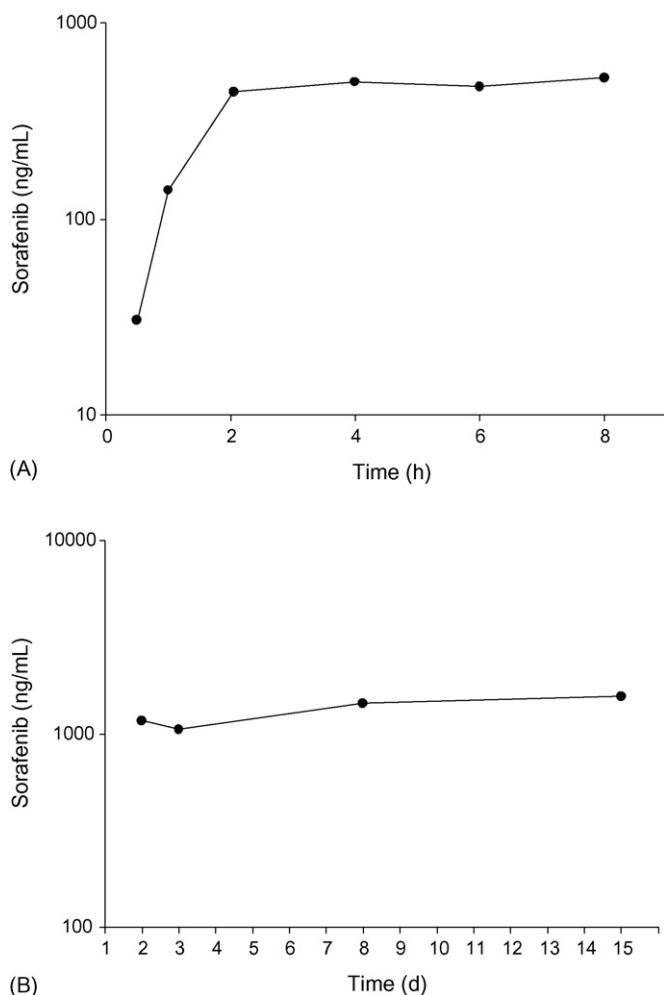 1000
100
10
Sorafenib (ng/mL)
0 2 4 6 8
(A)
Time (h)
10000
1000
100
Sorafenib (ng/mL)
1 2 3 4 5 6 7 8 9 10 11 12 13 14 15
(B)
Time (d)